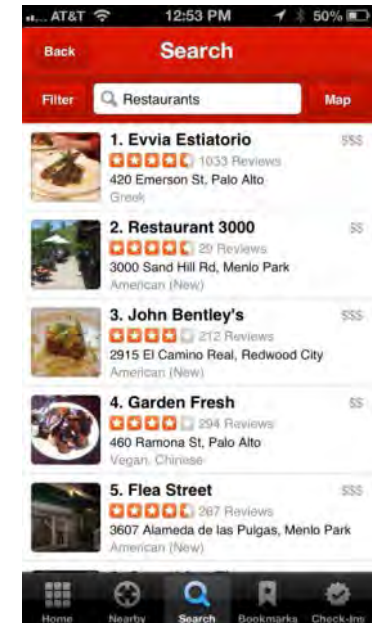 AT&T 12:53 PM 50%
Back Search
Filter Restaurants Map
1. Evvia Estiatorio $$$
1033 Reviews
420 Emerson St, Palo Alto
Greek
2. Restaurant 3000 $$
29 Reviews
3000 Sand Hill Rd, Menlo Park
American (New)
3. John Bentley's $$$
212 Reviews
2915 El Camino Real, Redwood City
American (New)
4. Garden Fresh $$
294 Reviews
460 Ramona St, Palo Alto
Vegan, Chinese
5. Flea Street $$$
267 Reviews
3607 Alameda de las Pulgas, Menlo Park
American (New)
Home Nearby Search Bookmarks Check-Ins